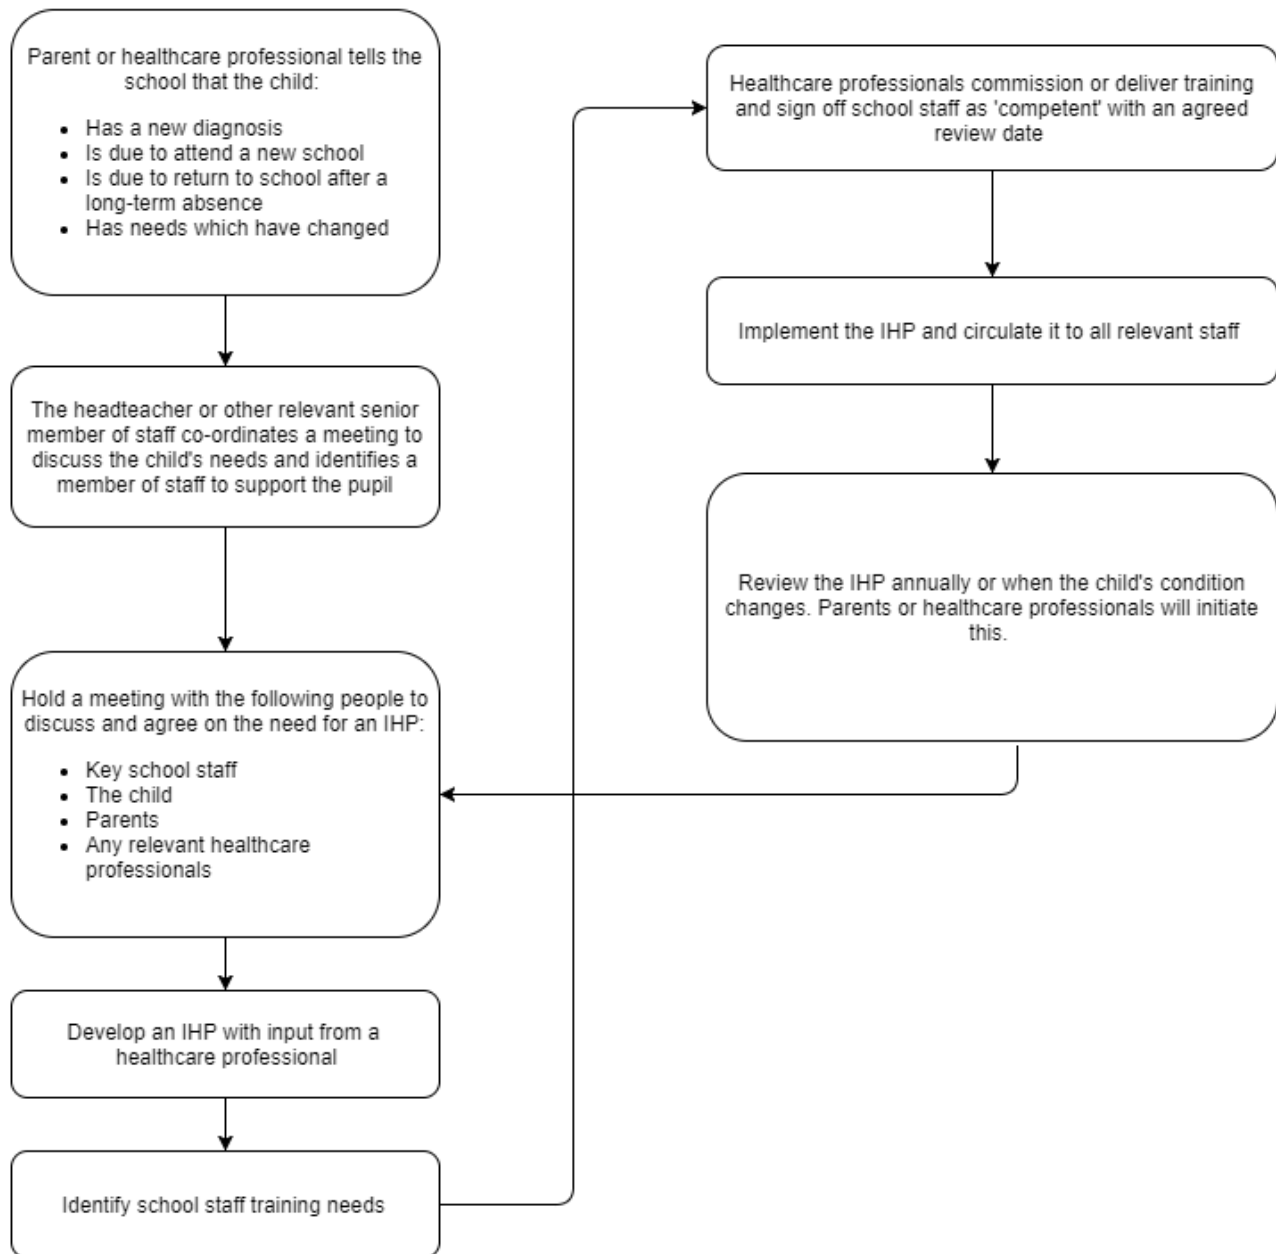 Parent or healthcare professional tells the
school that the child:
• Has a new diagnosis
• Is due to attend a new school
• Is due to return to school after a
long-term absence
• Has needs which have changed
The headteacher or other relevant senior
member of staff co-ordinates a meeting to
discuss the child's needs and identifies a
member of staff to support the pupil
Hold a meeting with the following people to
discuss and agree on the need for an IHP:
• Key school staff
• The child
• Parents
• Any relevant healthcare
professionals
Develop an IHP with input from a
healthcare professional
Identify school staff training needs
Healthcare professionals commission or deliver training
and sign off school staff as 'competent' with an agreed
review date
Implement the IHP and circulate it to all relevant staff
Review the IHP annually or when the child's condition
changes. Parents or healthcare professionals will initiate
this.